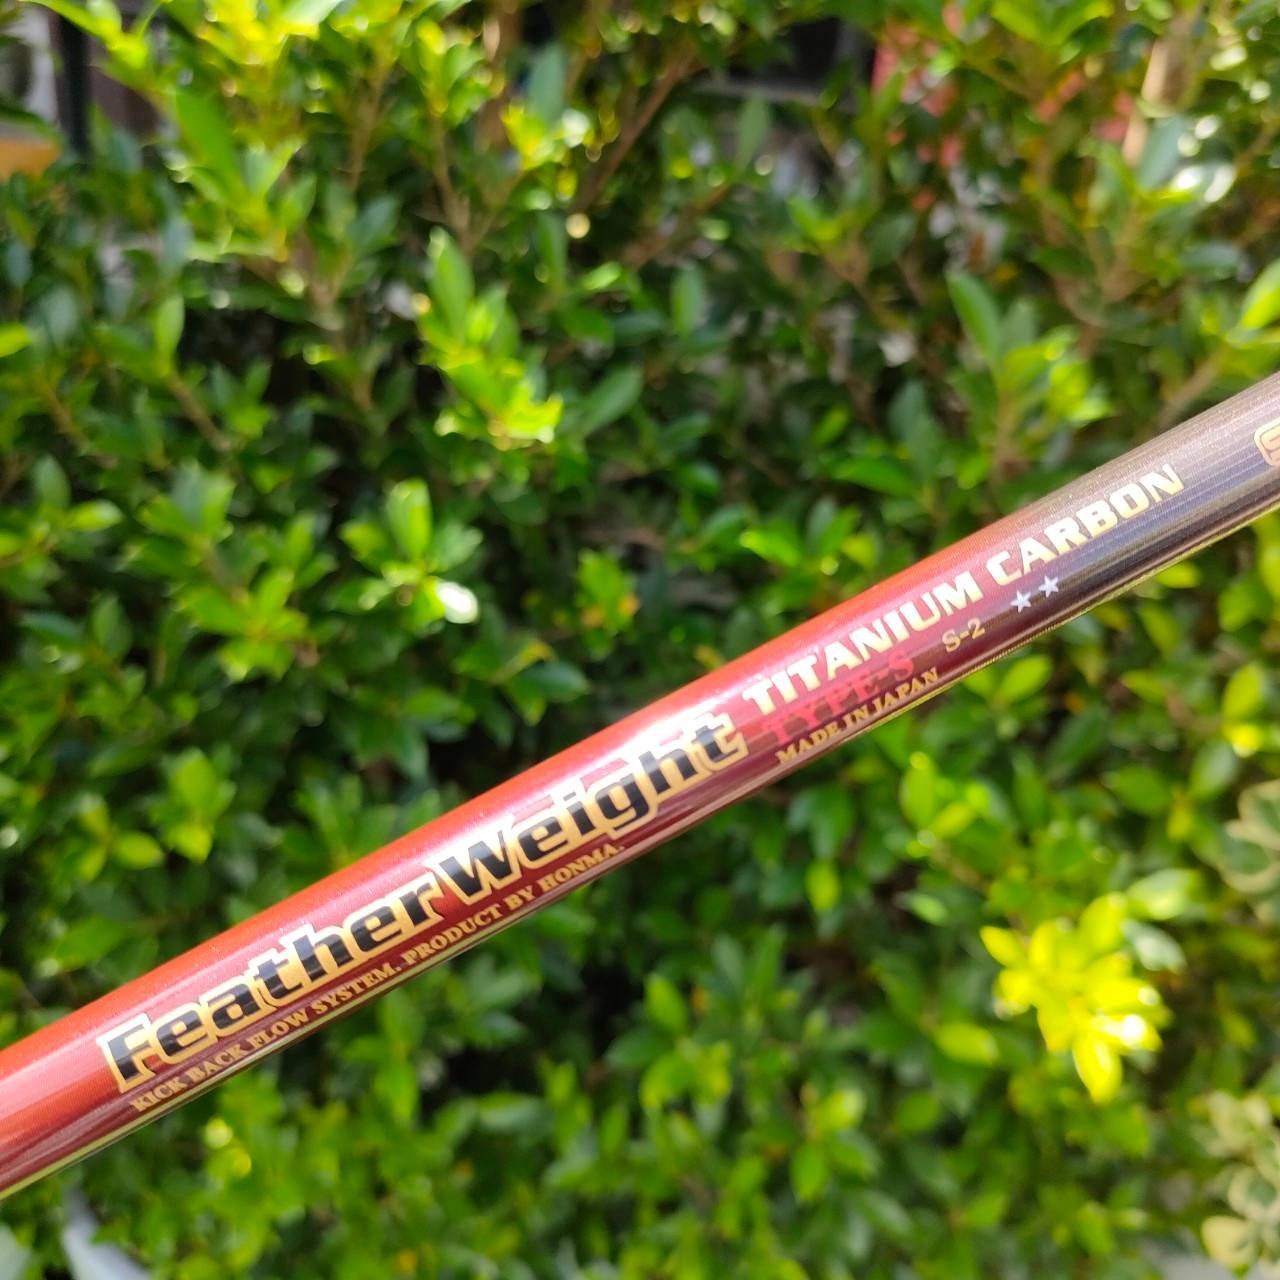 FeatherWeight TITANIUM CARBON
TYPE-S S-2
KICK BACK FLOW SYSTEM. PRODUCT BY HONMA. MADE IN JAPAN